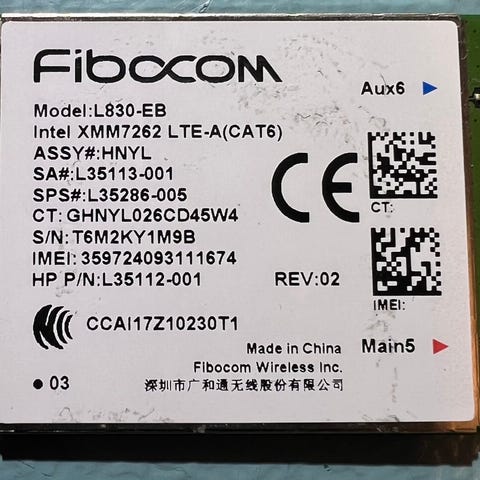 Fibocom
Aux6
Model:L830-EB
Intel XMM7262 LTE-A(CAT6)
ASSY#:HNYL
SA#:L35113-001
SPS#:L35286-005
CT: GHNYL026CD45W4
S/N:T6M2KY1M9B
IMEI: 359724093111674
HP P/N:L35112-001
REV:02
CE
CT:
IMEI:
CCAI17Z10230T1
Main5
Made in China
Fibocom Wireless Inc.
深圳市广和通无线股份有限公司
03